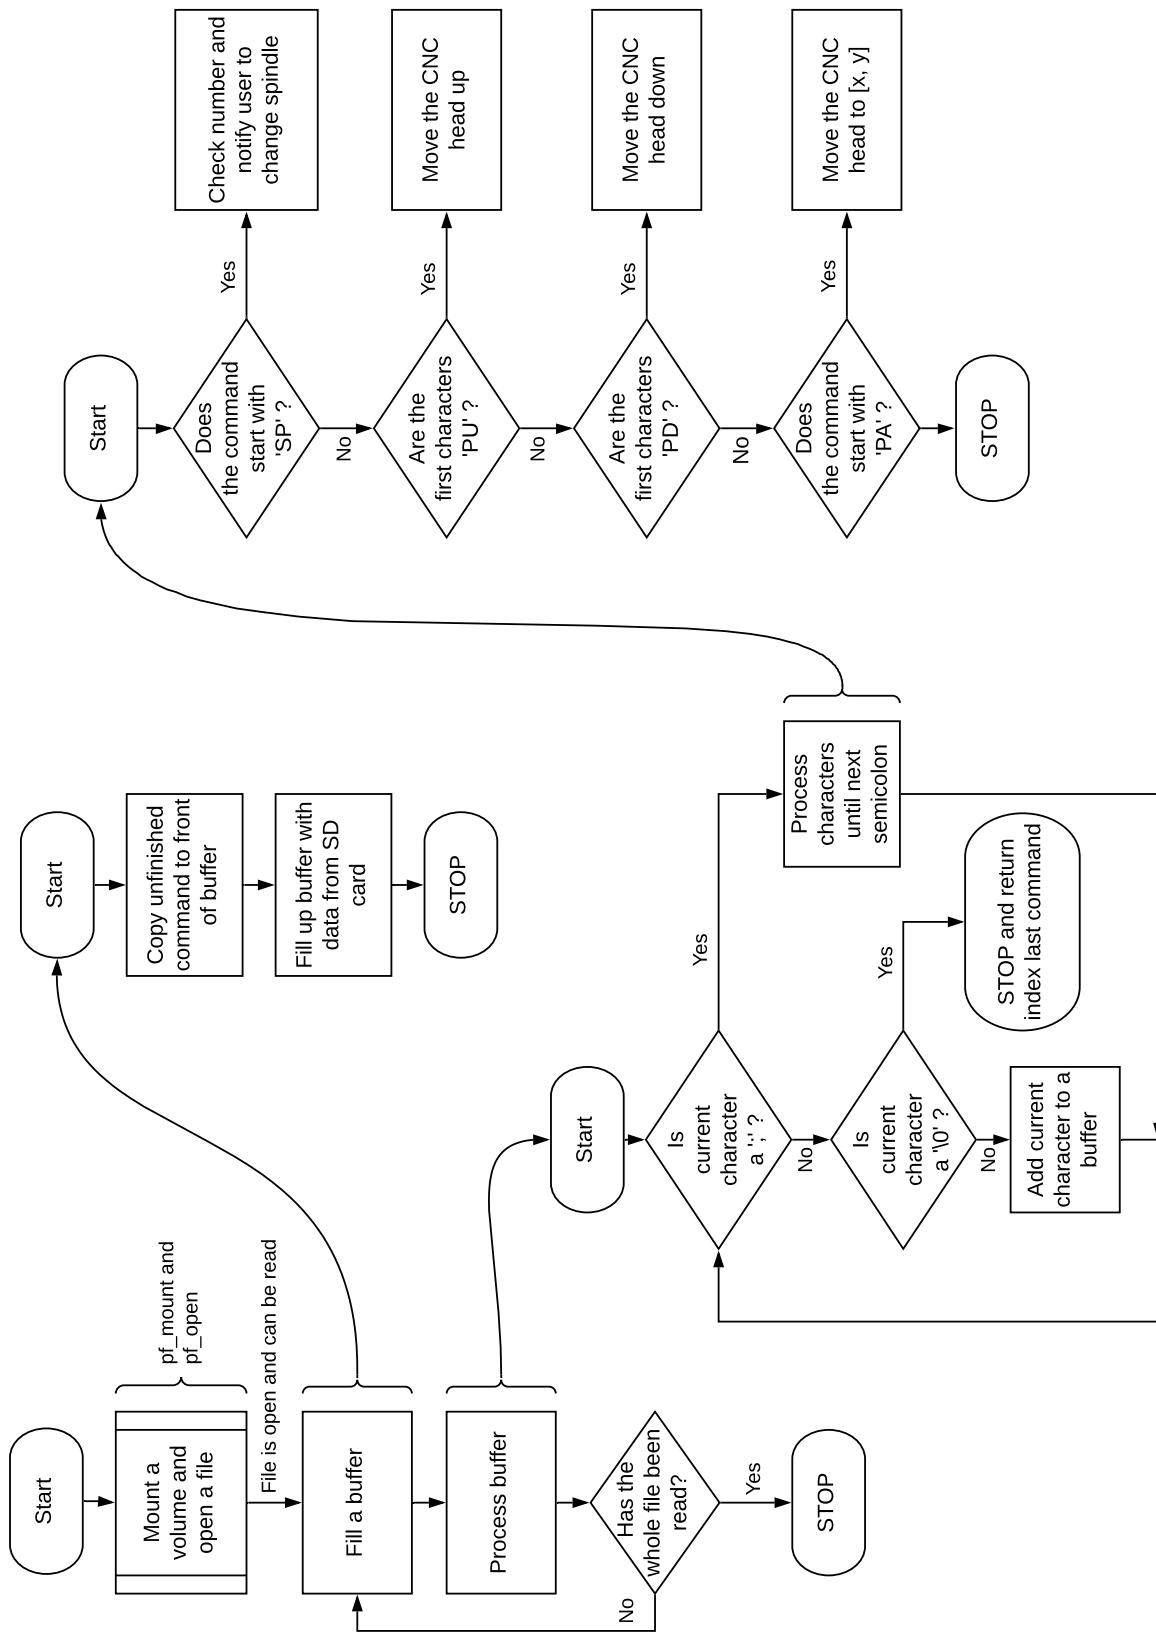 Start
Mount a
volume and
open a file
pf_mount and
pf_open
File is open and can be read
Fill a buffer
Process buffer
Has the
whole file been
read?
No
Yes
STOP
Start
Copy unfinished
command to front
of buffer
Fill up buffer with
data from SD
card
STOP
Start
Is
current
character
a ';' ?
Yes
No
Process
characters
until next
semicolon
Is
current
character
a '\0' ?
Yes
No
STOP and return
index last command
Add current
character to a
buffer
Start
Does
the command
start with
'SP' ?
Yes
Check number and
notify user to
change spindle
No
Are the
first characters
'PU' ?
Yes
Move the CNC
head up
No
Are the
first characters
'PD' ?
Yes
Move the CNC
head down
No
Does
the command
start with
'PA' ?
Yes
Move the CNC
head to [x, y]
STOP